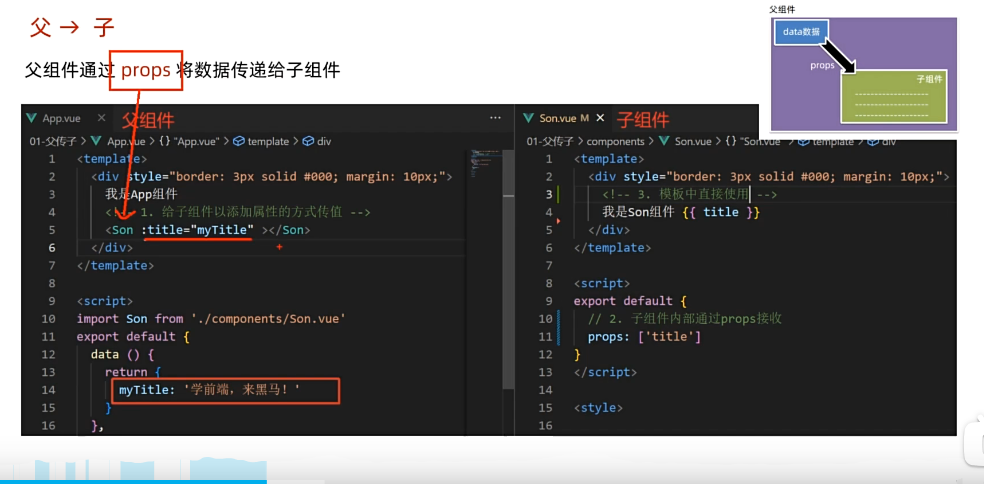 父 → 子
父组件通过 props 将数据传递给子组件
父组件
data数据
props
子组件
--------------------
--------------------
--------------------
App.vue × 父组件 ···
01-父传子 > App.vue > {} "App.vue" > template > div
1 <template>
2 <div style="border: 3px solid #000; margin: 10px;">
3 我是App组件
4 <!-- 1. 给子组件以添加属性的方式传值 -->
5 <Son :title="myTitle" ></Son>
6 </div>
7 </template>
8
9 <script>
10 import Son from './components/Son.vue'
11 export default {
12 data () {
13 return {
14 myTitle: '学前端，来黑马！'
15 }
16 },
Son.vue M × 子组件
01-父传子 > components > Son.vue > {} "Son.vue" > template > div
1 <template>
2 <div style="border: 3px solid #000; margin: 10px;">
3 <!-- 3. 模板中直接使用 -->
4 我是Son组件 {{ title }}
5 </div>
6 </template>
7
8 <script>
9 export default {
10 // 2. 子组件内部通过props接收
11 props: ['title']
12 }
13 </script>
14
15 <style>
16